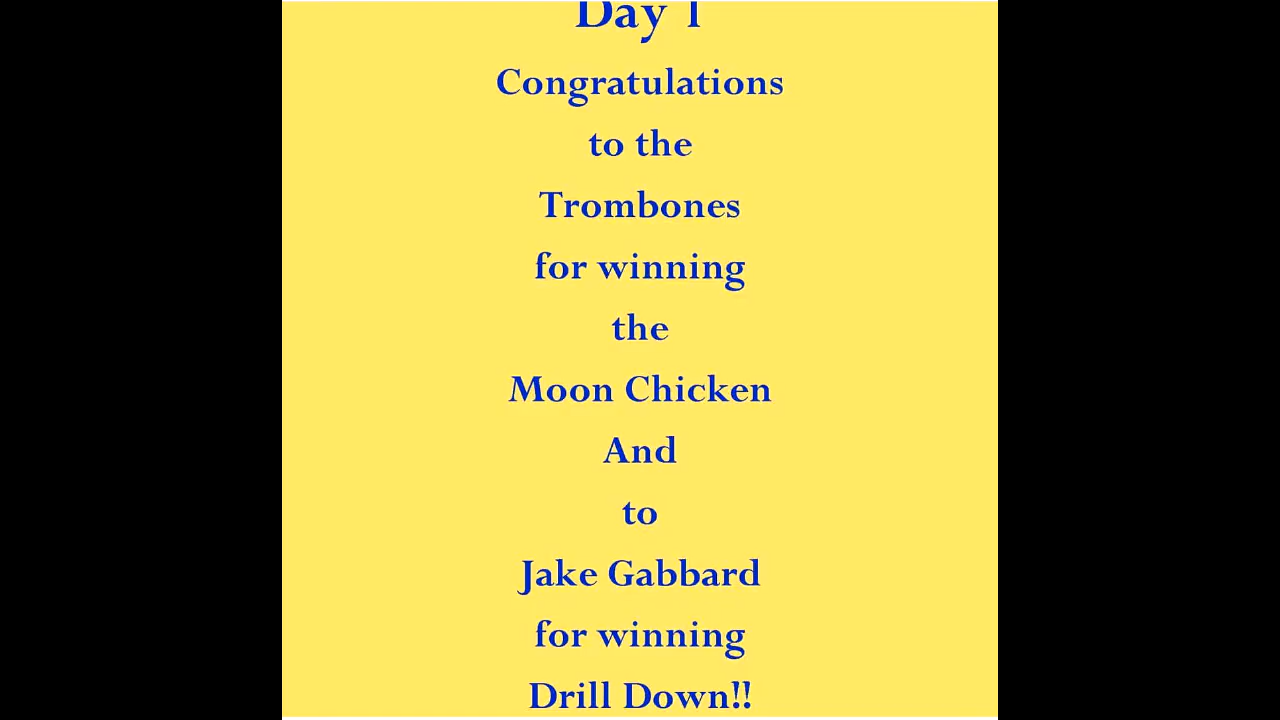 Day 1
Congratulations
to the
Trombones
for winning
the
Moon Chicken
And
to
Jake Gabbard
for winning
Drill Down!!